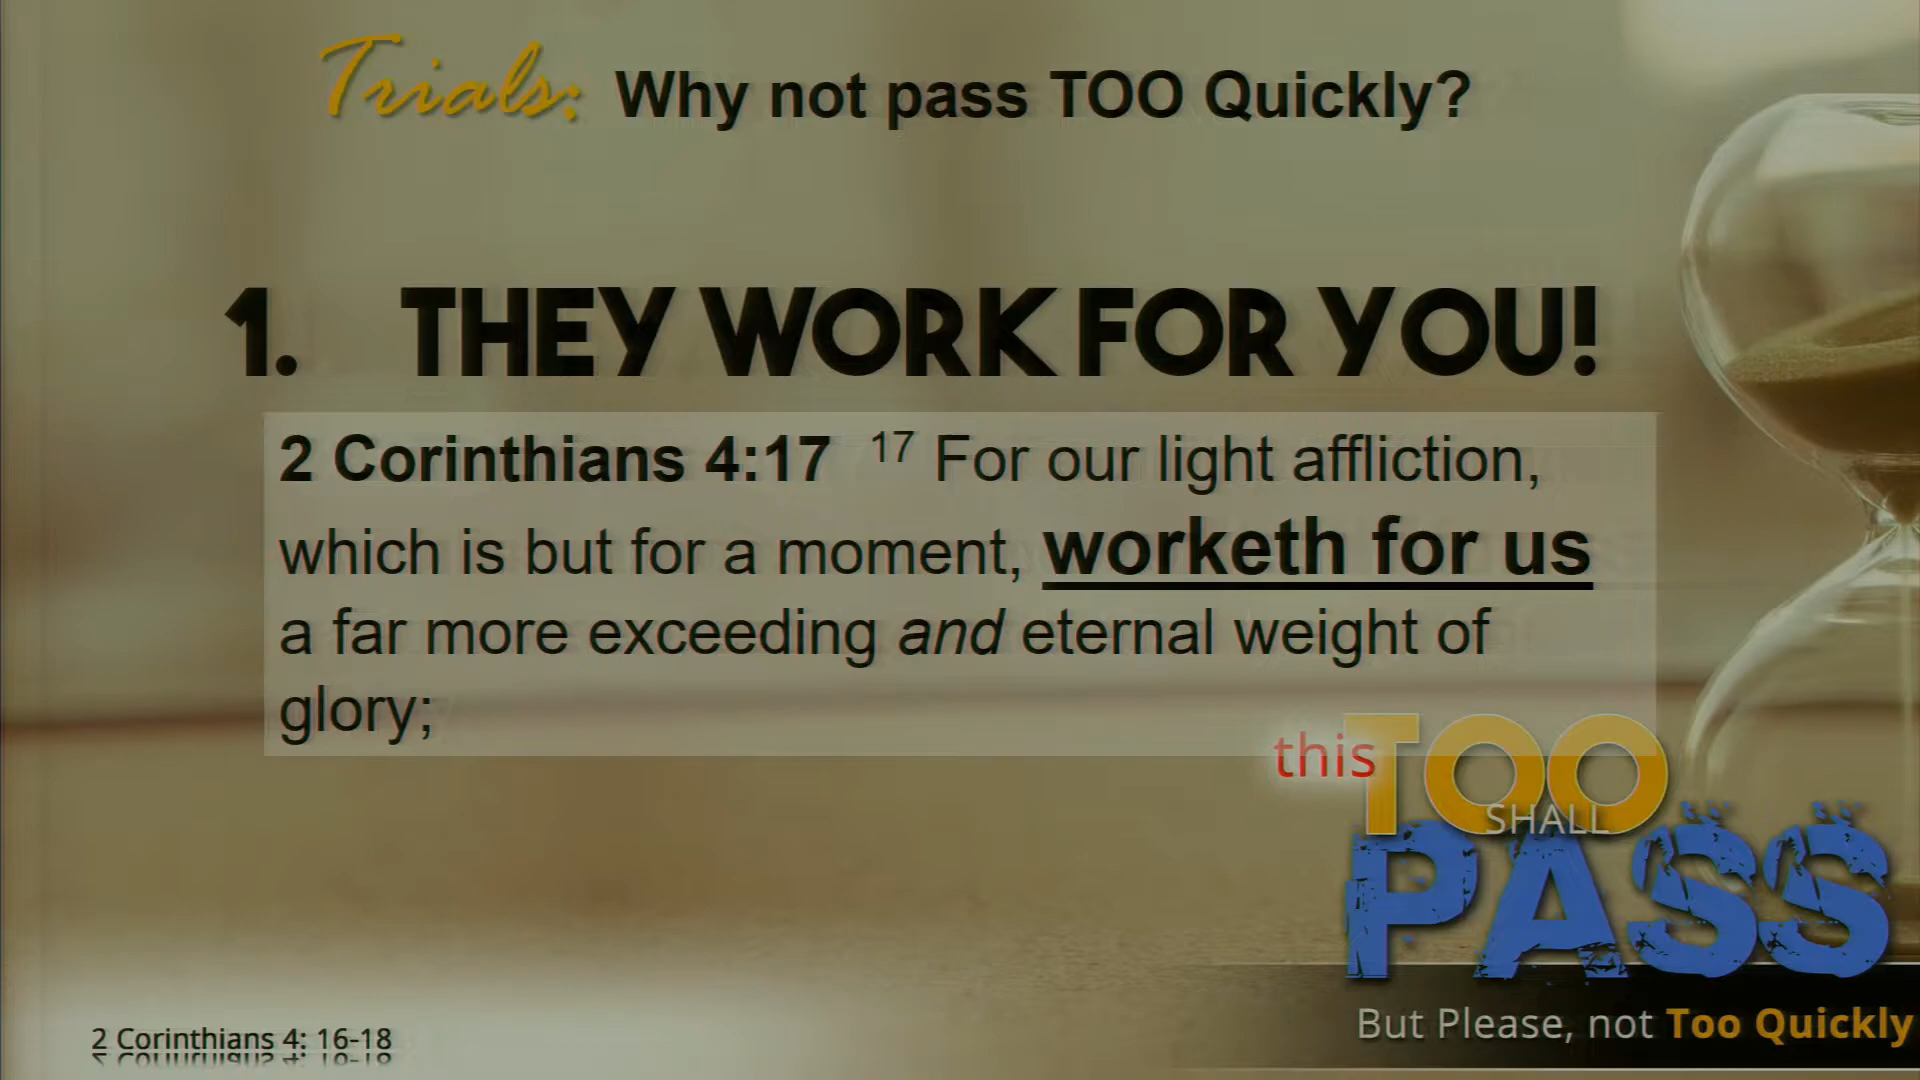 Trials: Why not pass TOO Quickly?
1. THEY WORK FOR YOU!
2 Corinthians 4:17 17 For our light affliction,
which is but for a moment, worketh for us
a far more exceeding and eternal weight of
glory;
this TOO
SHALL
PASS
But Please, not Too Quickly
2 Corinthians 4: 16-18